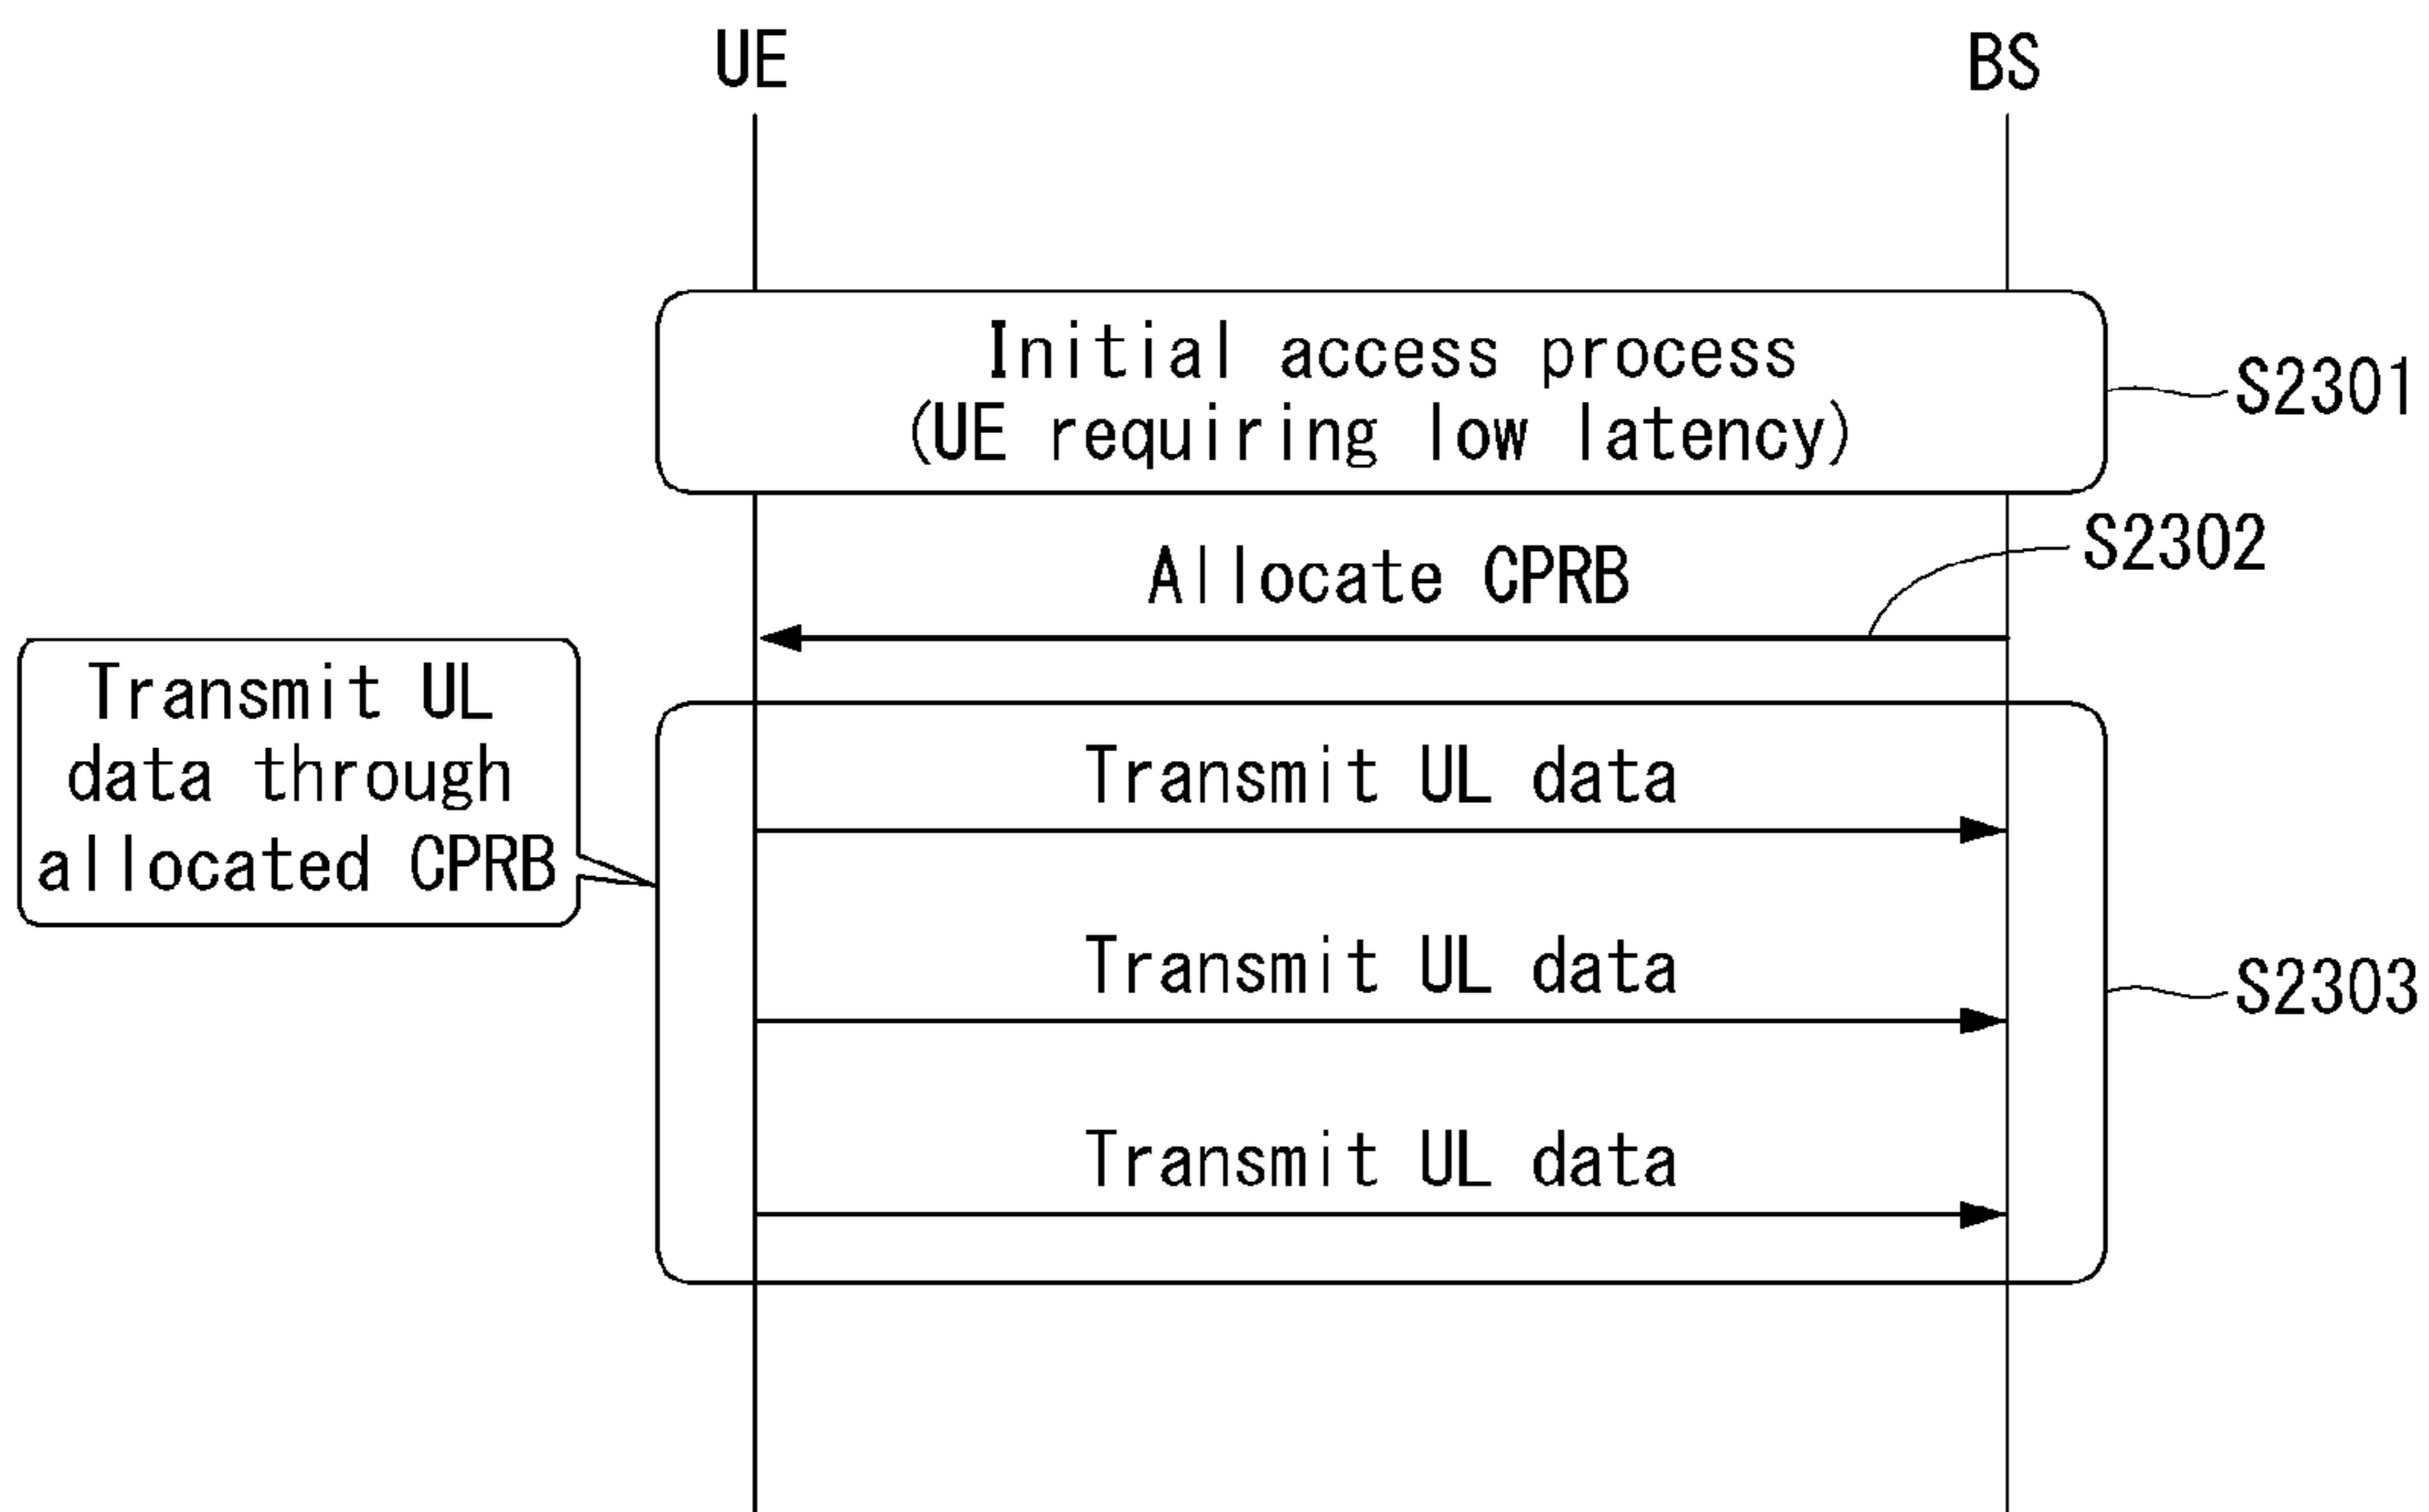 UE
BS
Initial access process
(UE requiring low latency)
S2301
S2302
Allocate CPRB
Transmit UL
data through
allocated CPRB
Transmit UL data
Transmit UL data
S2303
Transmit UL data